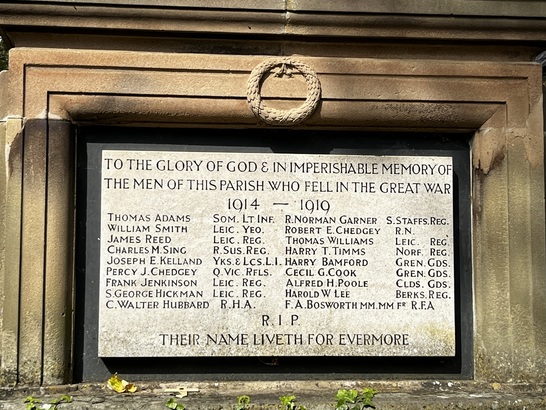 TO THE GLORY OF GOD & IN IMPERISHABLE MEMORY OF
THE MEN OF THIS PARISH WHO FELL IN THE GREAT WAR
1914 — 1919
THOMAS ADAMS SOM. LT INF. R. NORMAN GARNER S. STAFFS. REG.
WILLIAM SMITH LEIC. YEO. ROBERT E. CHEDGEY R.N.
JAMES REED LEIC. REG. THOMAS WILLIAMS LEIC. REG.
CHARLES M. SING R. SUS. REG. HARRY T. TIMMS NORF. REG.
JOSEPH E. KELLAND YKS. & LCS. L.I. HARRY BAMFORD GREN. GDS.
PERCY J. CHEDGEY Q. VIC. RFLS. CECIL G. COOK GREN. GDS.
FRANK JENKINSON LEIC. REG. ALFRED H. POOLE CLDS. GDS.
S. GEORGE HICKMAN LEIC. REG. HAROLD W. LEE BERKS. REG.
C. WALTER HUBBARD R.H.A. F.A. BOSWORTH MM. MM FR R.F.A
R.I.P.
THEIR NAME LIVETH FOR EVERMORE